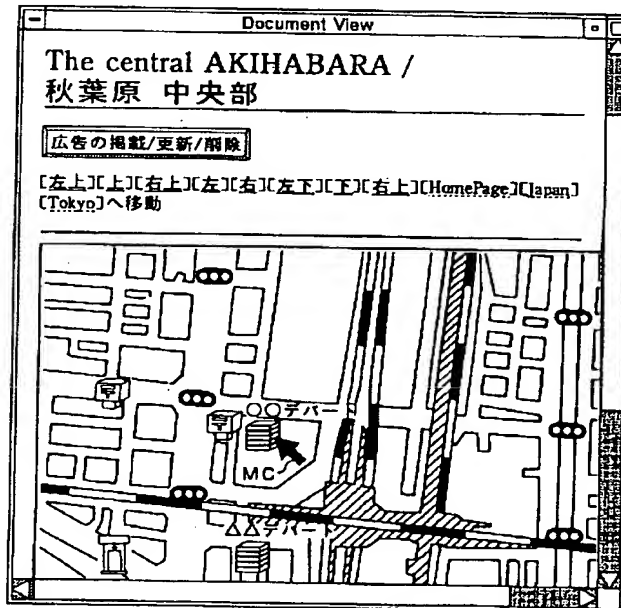 Document View
The central AKIHABARA /
秋葉原 中央部
広告の掲載/更新/削除
[左上][上][右上][左][右][左下][下][右上][HomePage][Japan]
[Tokyo]へ移動
〇〇デパート
MC
△△デパート